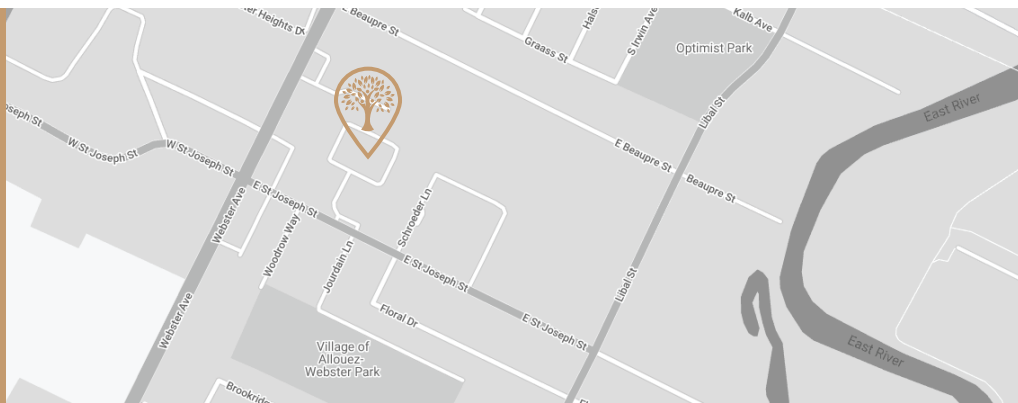 er Heights Dr
E Beaupre St
Graass St
Hals
S Irwin Ave
Kalb Ave
Optimist Park
East River
Libal St
oseph St
W St Joseph St
W St Joseph St
E Beaupre St
Beaupre St
E St Joseph St
Webster Ave
Woodrow Way
Jourdain Ln
Schroeder Ln
E St Joseph St
Libal St
Webster Ave
Floral Dr
E St Joseph St
East River
Village of
Allouez-
Webster Park
Brookridg